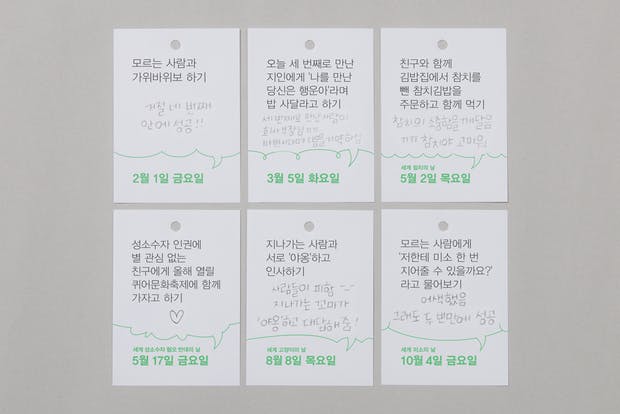 모르는 사람과
가위바위보 하기
거절 네 번째
만에 성공!!
2월 1일 금요일
오늘 세 번째로 만난
지인에게 '나를 만난
당신은 행운아'라며
밥 사달라고 하기
세 번째로 만난 사람이
3월 5일 화요일
친구와 함께
김밥집에서 참치를
뺀 참치김밥을
주문하고 함께 먹기
참치의 소중함을 깨달음
참치야 고마워
세계 참치의 날
5월 2일 목요일
성소수자 인권에
별 관심 없는
친구에게 올해 열릴
퀴어문화축제에 함께
가자고 하기
세계 성소수자 혐오 반대의 날
5월 17일 금요일
지나가는 사람과
서로 '야옹'하고
인사하기
사람들이 피함 -_-
지나가는 꼬마가
'야옹'하고 대답해줌'
세계 고양이의 날
8월 8일 목요일
모르는 사람에게
'저한테 미소 한 번
지어줄 수 있을까요?'
라고 물어보기
어색했음
그래도 두 번만에 성공
세계 미소의 날
10월 4일 금요일